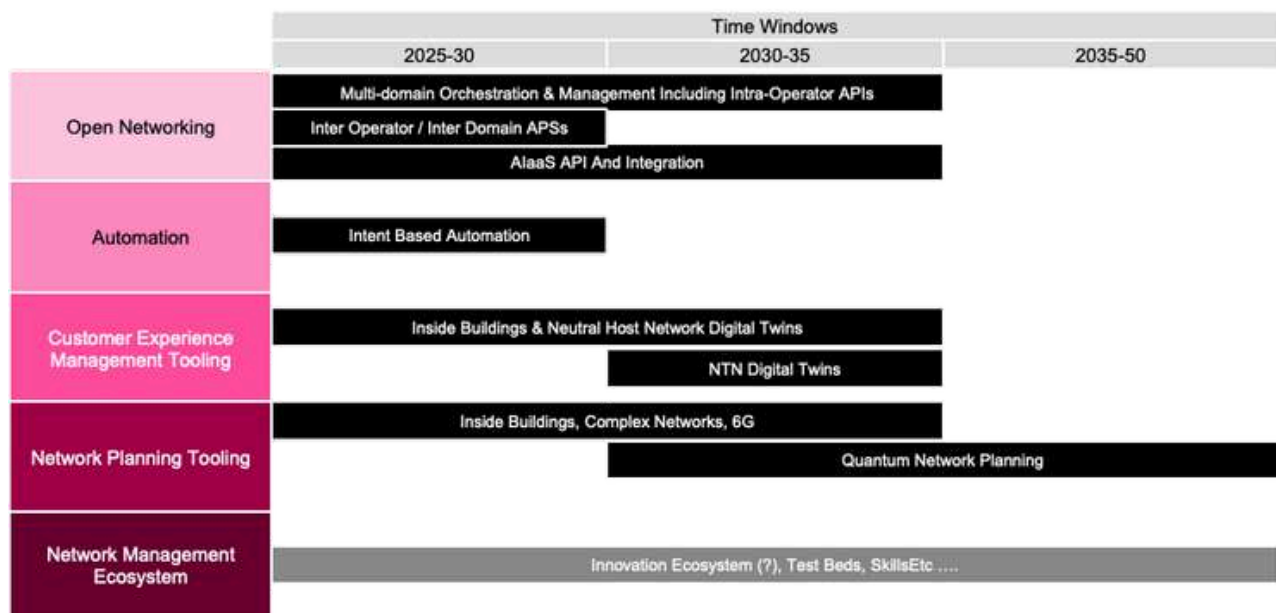 Time Windows
2025-30 2030-35 2035-50
Open Networking
Multi-domain Orchestration & Management Including Intra-Operator APIs
Inter Operator / Inter Domain APSs
AIaaS API And Integration
Automation
Intent Based Automation
Customer Experience
Management Tooling
Inside Buildings & Neutral Host Network Digital Twins
NTN Digital Twins
Network Planning Tooling
Inside Buildings, Complex Networks, 6G
Quantum Network Planning
Network Management
Ecosystem
Innovation Ecosystem (?), Test Beds, SkillsEtc ....